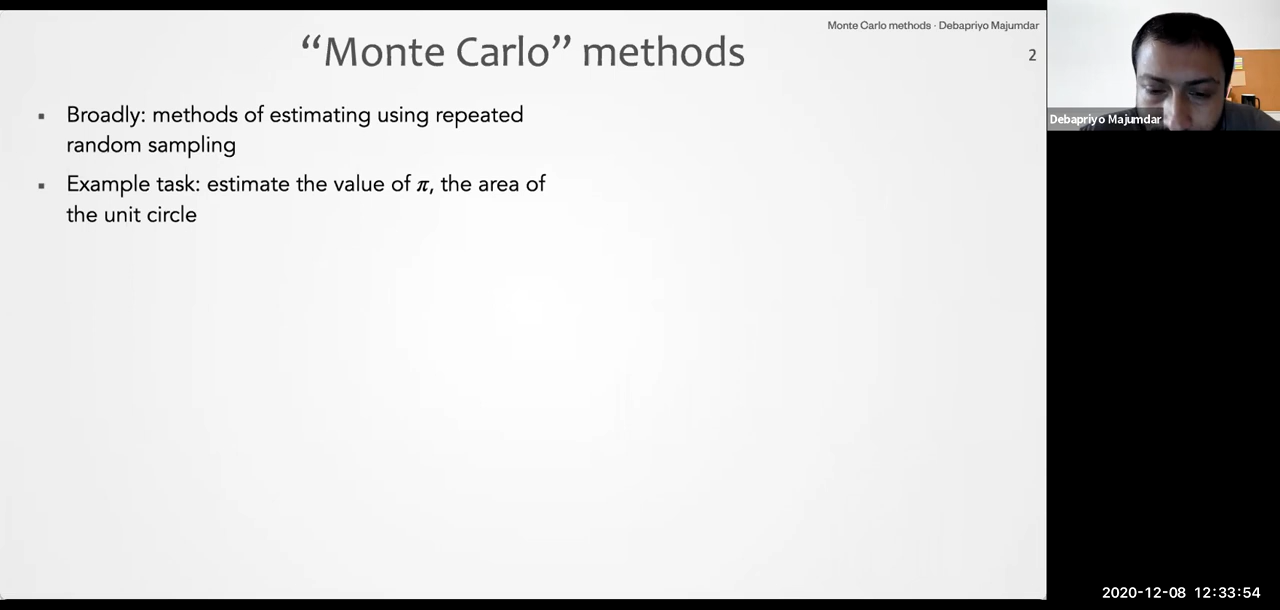 Monte Carlo methods · Debapriyo Majumdar
“Monte Carlo” methods
2
▪ Broadly: methods of estimating using repeated
random sampling
▪ Example task: estimate the value of π, the area of
the unit circle
Debapriyo Majumdar
2020-12-08 12:33:54